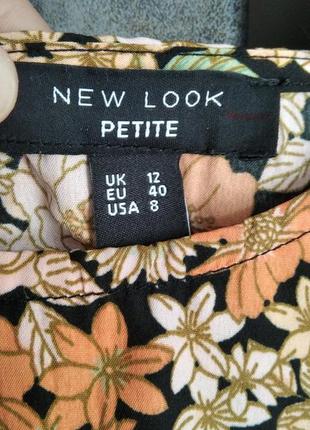 NEW LOOK
PETITE
UK 12
EU 40
USA 8